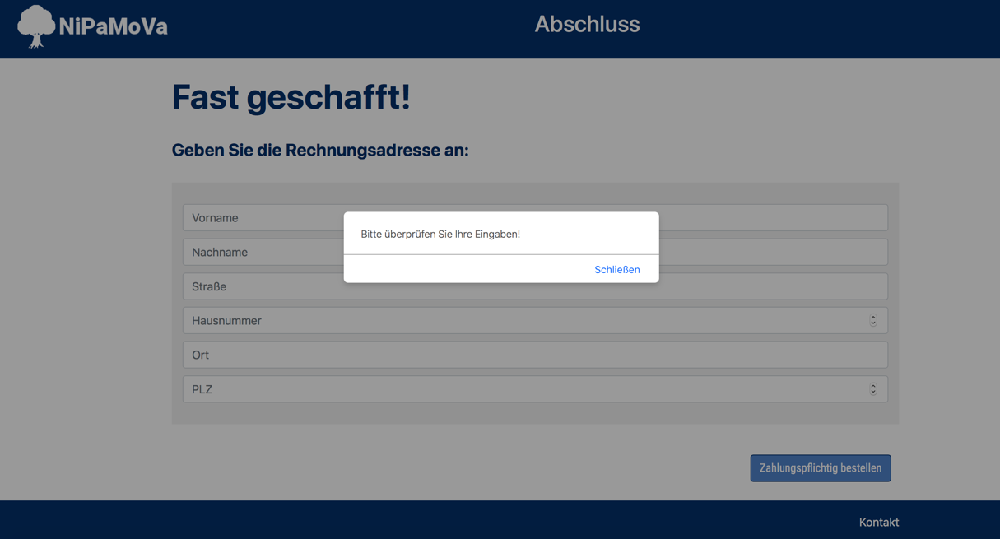 NiPaMoVa
Abschluss
Fast geschafft!
Geben Sie die Rechnungsadresse an:
Vorname
Bitte überprüfen Sie Ihre Eingaben!
Nachname
Schließen
Straße
Hausnummer
Ort
PLZ
Zahlungspflichtig bestellen
Kontakt